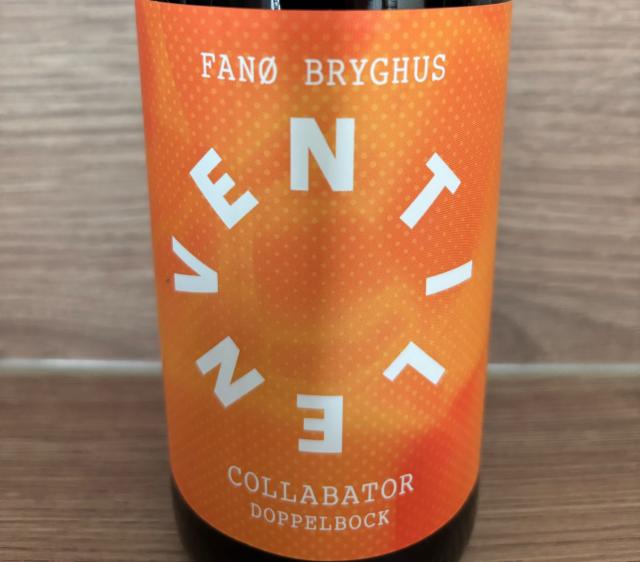 FANØ BRYGHUS
VENTILEN
COLLABATOR
DOPPELBOCK